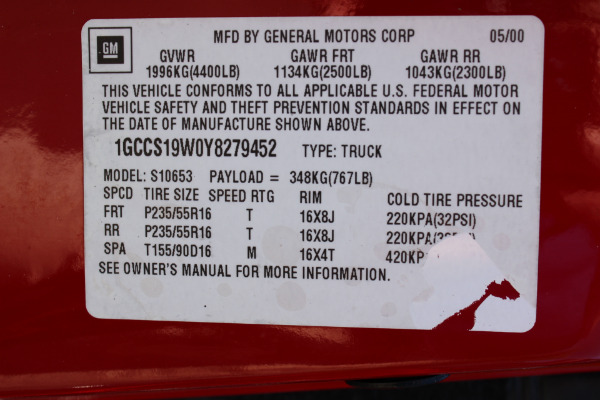 GM
MFD BY GENERAL MOTORS CORP 05/00
GVWR GAWR FRT GAWR RR
1996KG(4400LB) 1134KG(2500LB) 1043KG(2300LB)
THIS VEHICLE CONFORMS TO ALL APPLICABLE U.S. FEDERAL MOTOR
VEHICLE SAFETY AND THEFT PREVENTION STANDARDS IN EFFECT ON
THE DATE OF MANUFACTURE SHOWN ABOVE.
1GCCS19W0Y8279452 TYPE: TRUCK
MODEL: S10653 PAYLOAD = 348KG(767LB)
SPCD TIRE SIZE SPEED RTG RIM COLD TIRE PRESSURE
FRT P235/55R16 T 16X8J 220KPA(32PSI)
RR P235/55R16 T 16X8J 220KPA
SPA T155/90D16 M 16X4T 420KP
SEE OWNER'S MANUAL FOR MORE INFORMATION.